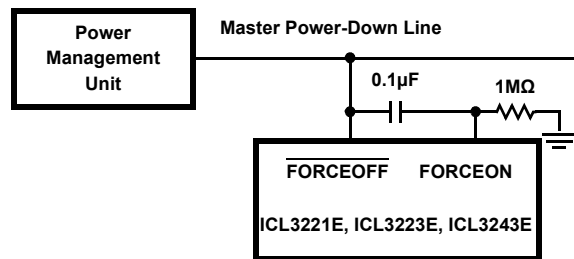 Power
Management
Unit
Master Power-Down Line
0.1µF
1MΩ
FORCEOFF
FORCEON
ICL3221E, ICL3223E, ICL3243E